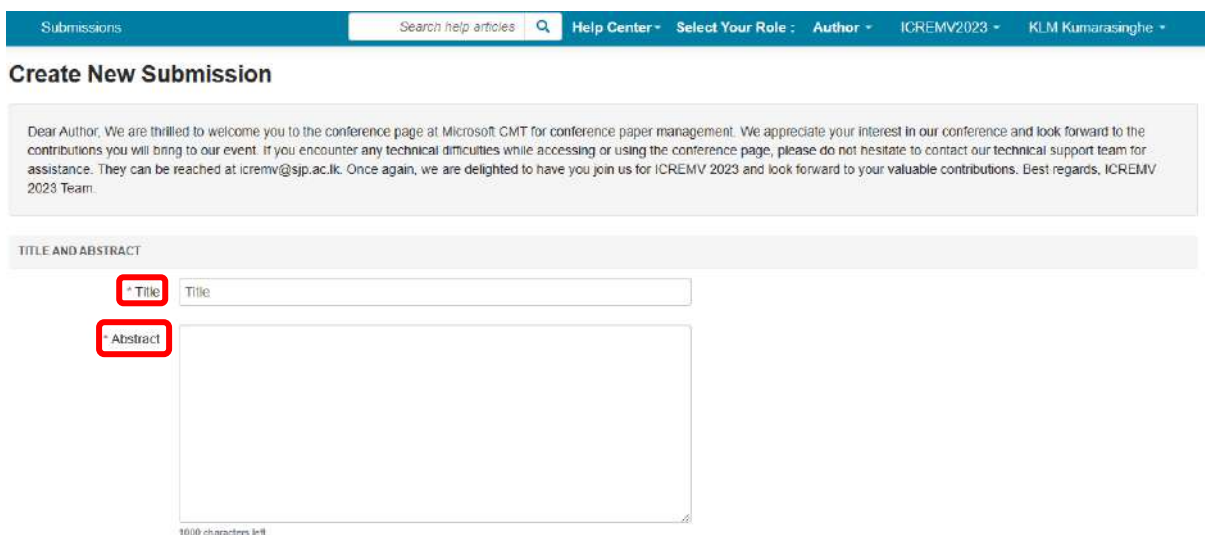 Submissions Search help articles Help Center Select Your Role : Author ICREMV2023 KLM Kumarasinghe
Create New Submission
Dear Author, We are thrilled to welcome you to the conference page at Microsoft CMT for conference paper management. We appreciate your interest in our conference and look forward to the
contributions you will bring to our event. If you encounter any technical difficulties while accessing or using the conference page, please do not hesitate to contact our technical support team for
assistance. They can be reached at icremv@sjp.ac.lk. Once again, we are delighted to have you join us for ICREMV 2023 and look forward to your valuable contributions. Best regards, ICREMV
2023 Team.
TITLE AND ABSTRACT
* Title Title
* Abstract
1000 characters left